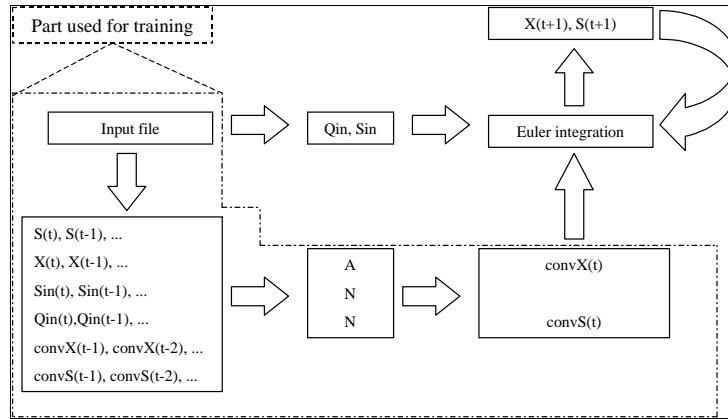 Part used for training
X(t+1), S(t+1)
Input file
Qin, Sin
Euler integration
S(t), S(t-1), ...
X(t), X(t-1), ...
Sin(t), Sin(t-1), ...
Qin(t),Qin(t-1), ...
convX(t-1), convX(t-2), ...
convS(t-1), convS(t-2), ...
A
N
N
convX(t)
convS(t)